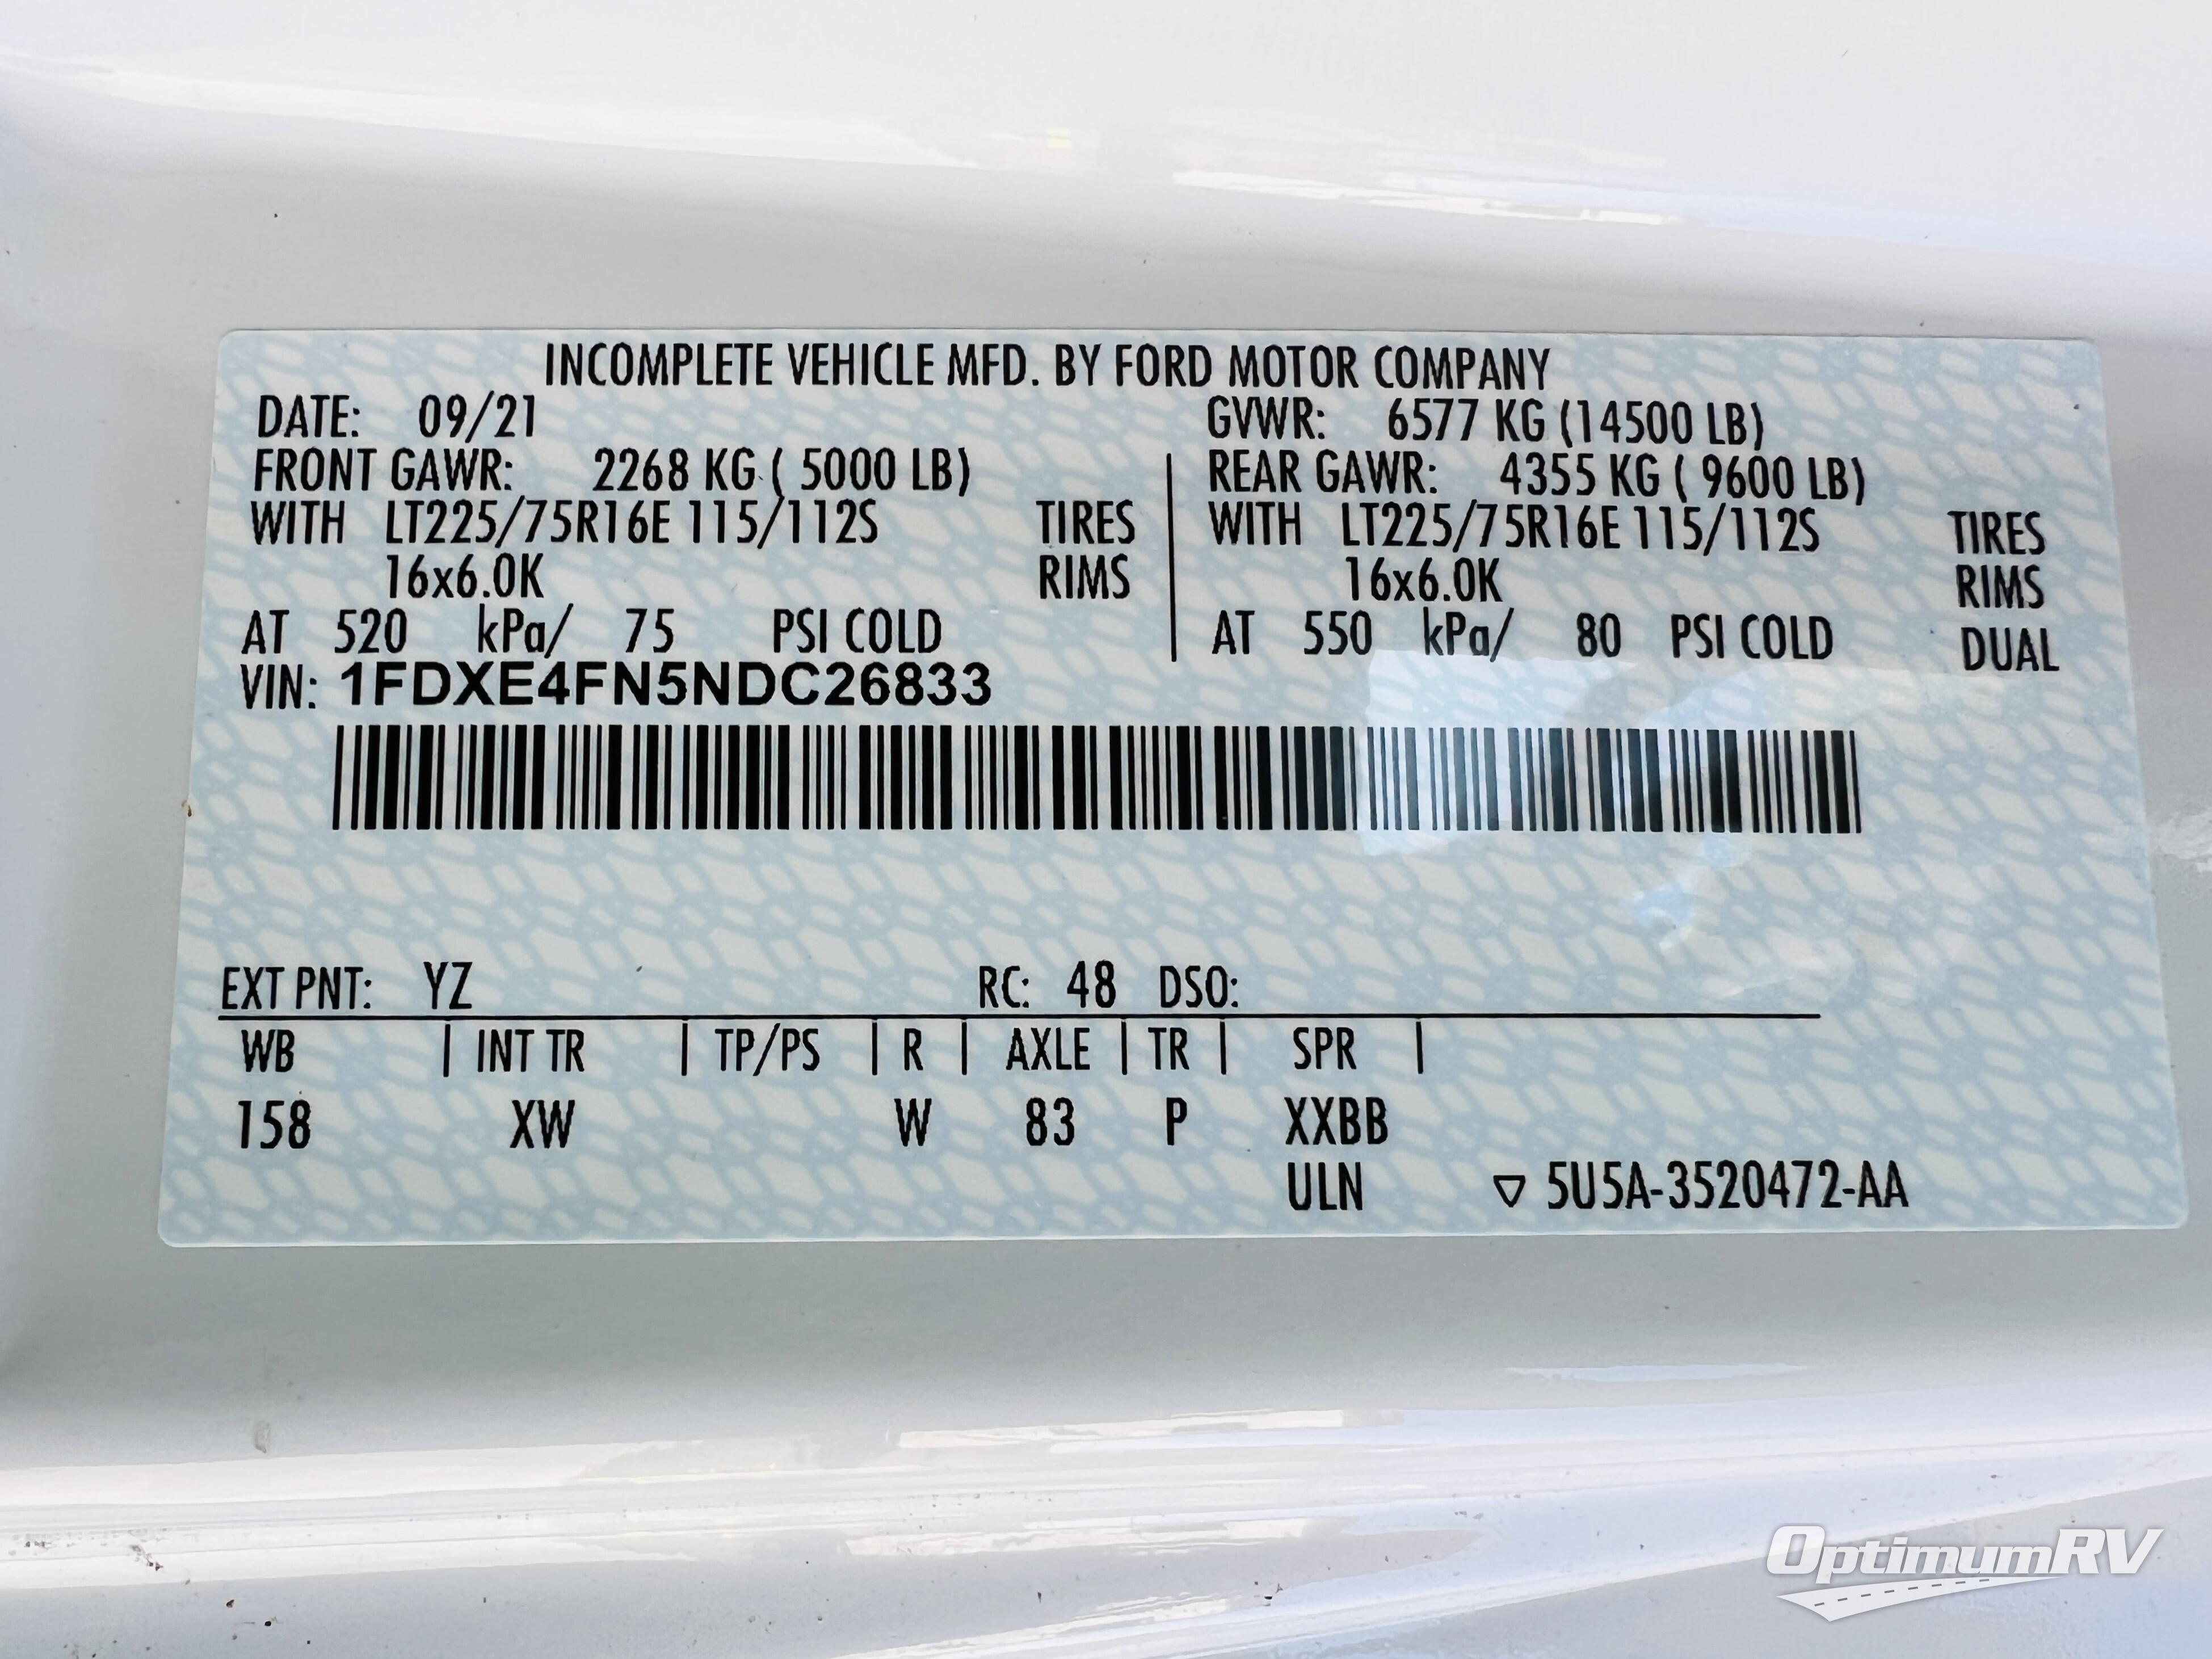 INCOMPLETE VEHICLE MFD. BY FORD MOTOR COMPANY
DATE: 09/21 GVWR: 6577 KG (14500 LB)
FRONT GAWR: 2268 KG ( 5000 LB) REAR GAWR: 4355 KG ( 9600 LB)
WITH LT225/75R16E 115/112S TIRES WITH LT225/75R16E 115/112S TIRES
16x6.0K RIMS 16x6.0K RIMS
AT 520 kPa/ 75 PSI COLD AT 550 kPa/ 80 PSI COLD DUAL
VIN: 1FDXE4FN5NDC26833
EXT PNT: YZ RC: 48 DSO:
WB | INT TR | TP/PS | R | AXLE | TR | SPR |
158 XW W 83 P XXBB
ULN ▽ 5U5A-3520472-AA
OptimumRV